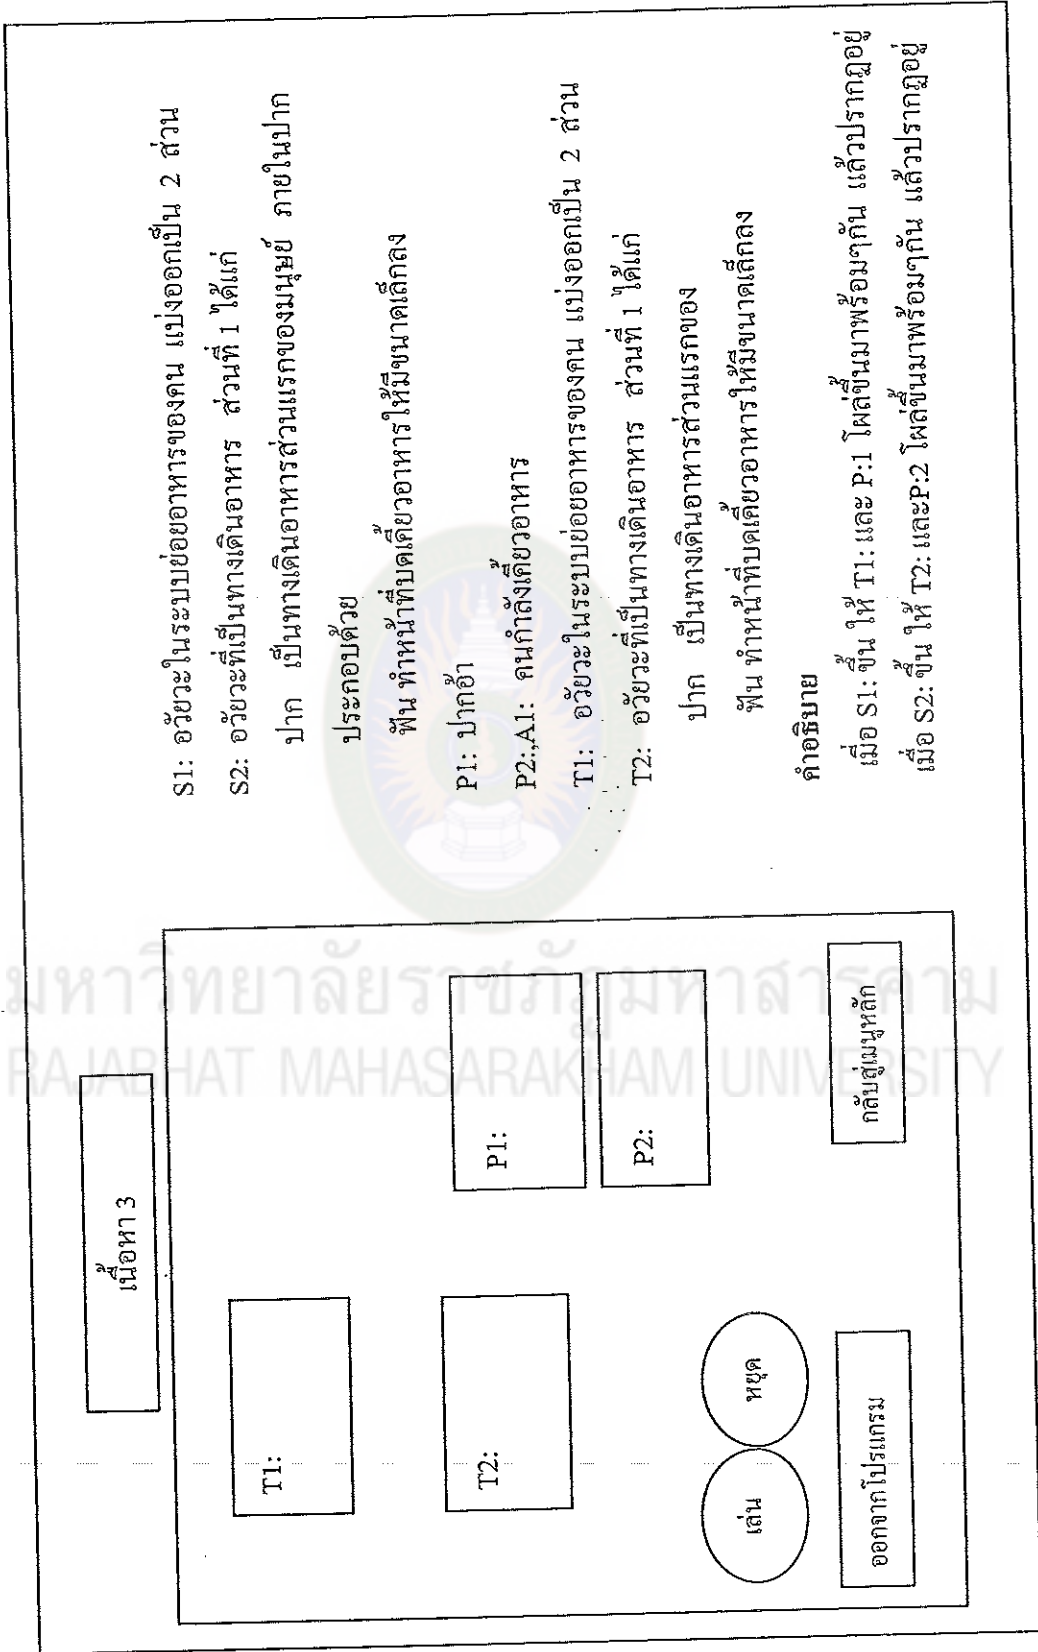 เนื้อหา 3
T1:
T2:
P1:
P2:
เล่น
หยุด
ออกจากโปรแกรม
กลับสู่เมนูหลัก
S1: อวัยวะในระบบย่อยอาหารของคน แบ่งออกเป็น 2 ส่วน
S2: อวัยวะที่เป็นทางเดินอาหาร ส่วนที่ 1 ได้แก่
ปาก เป็นทางเดินอาหารส่วนแรกของมนุษย์ ภายในปาก
ประกอบด้วย
ฟัน ทำหน้าที่บดเคี้ยวอาหารให้มีขนาดเล็กลง
P1: ปากอ้า
P2:,A1: คนกำลังเคี้ยวอาหาร
T1: อวัยวะในระบบย่อยอาหารของคน แบ่งออกเป็น 2 ส่วน
T2: อวัยวะที่เป็นทางเดินอาหาร ส่วนที่ 1 ได้แก่
ปาก เป็นทางเดินอาหารส่วนแรกของ
ฟัน ทำหน้าที่บดเคี้ยวอาหารให้มีขนาดเล็กลง
คำอธิบาย
เมื่อ S1: ขึ้น ให้ T1: และ P:1 โผล่ขึ้นมาพร้อมๆกัน แล้วปรากฏอยู่
เมื่อ S2: ขึ้น ให้ T2: และP:2 โผล่ขึ้นมาพร้อมๆกัน แล้วปรากฏอยู่
มหาวิทยาลัยราชภัฏมหาสารคาม
RAJABHAT MAHASARAKHAM UNIVERSITY